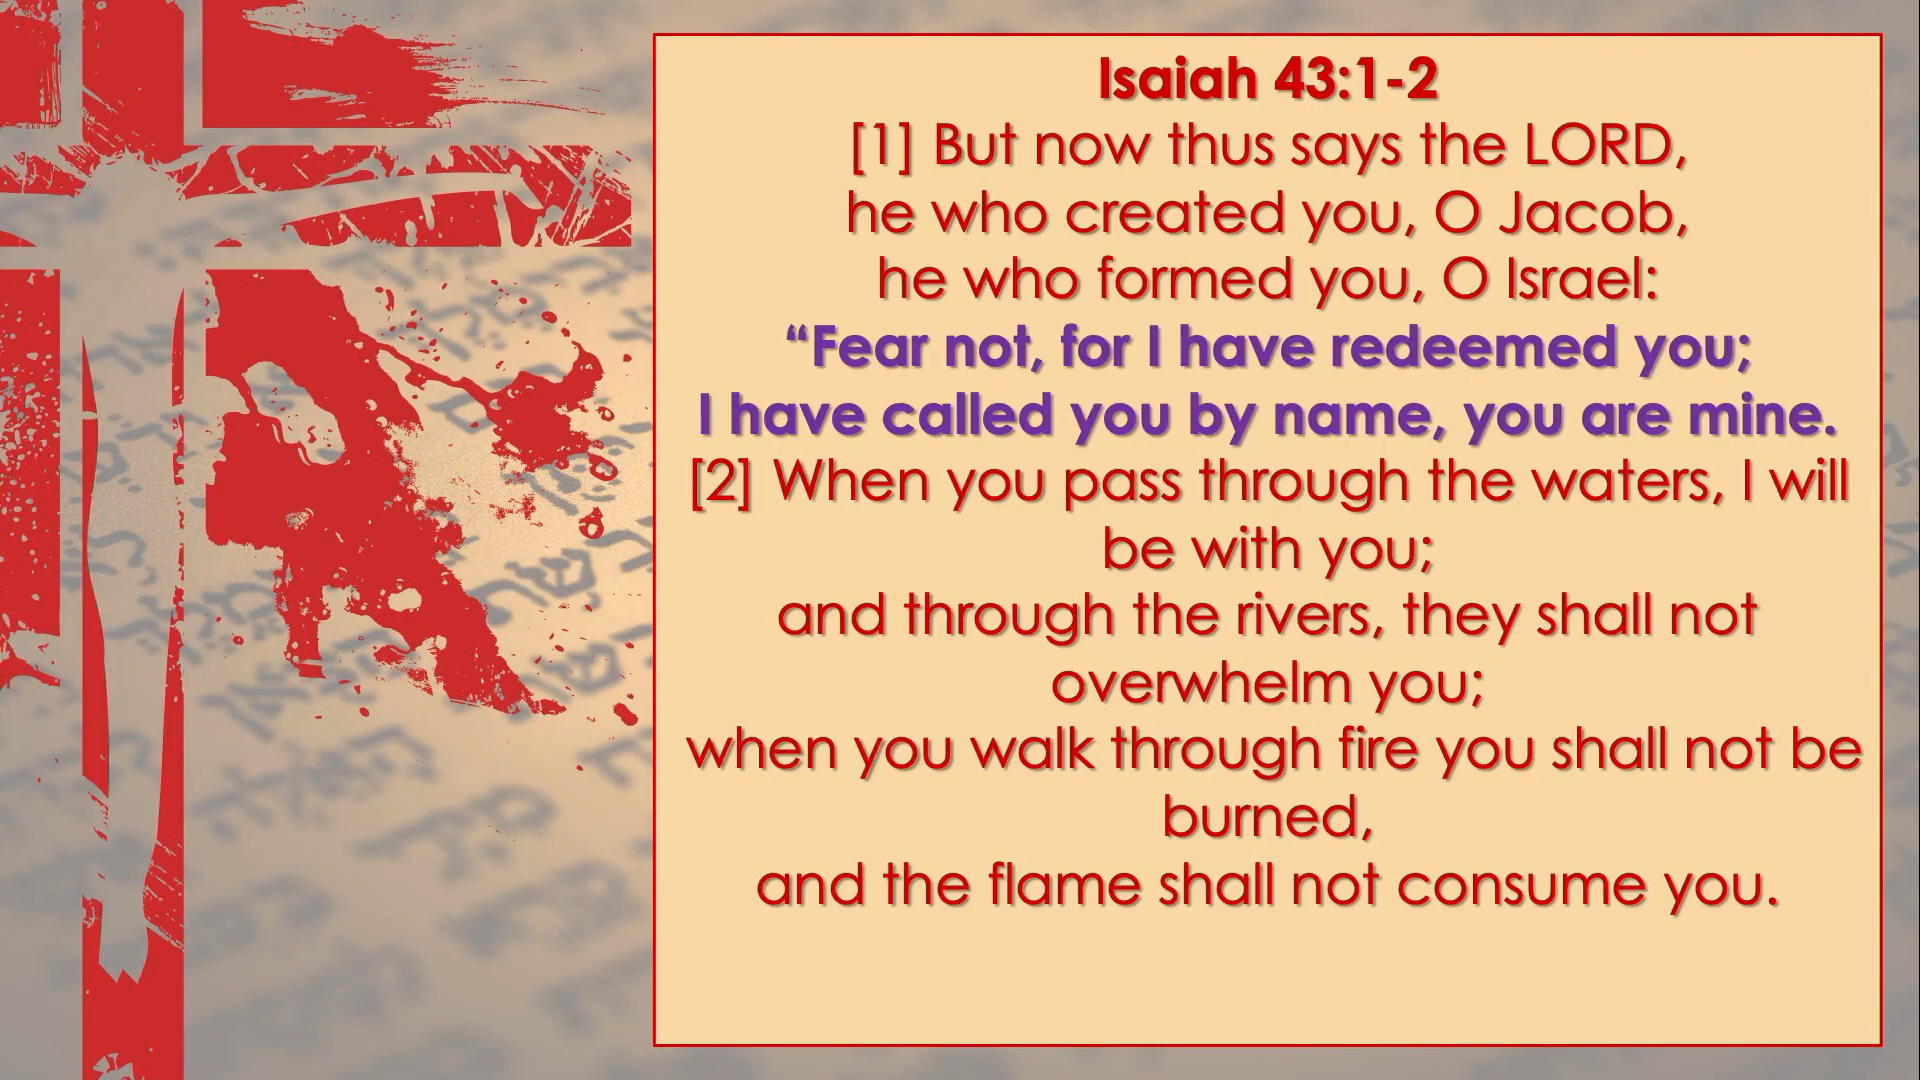 Isaiah 43:1-2
[1] But now thus says the LORD,
he who created you, O Jacob,
he who formed you, O Israel:
“Fear not, for I have redeemed you;
I have called you by name, you are mine.
[2] When you pass through the waters, I will
be with you;
and through the rivers, they shall not
overwhelm you;
when you walk through fire you shall not be
burned,
and the flame shall not consume you.